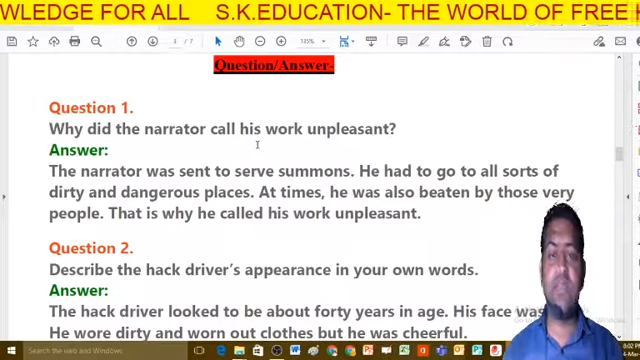 WLEDGE FOR ALL S.K.EDUCATION- THE WORLD OF FREE
135%
Question/Answer-
Question 1.
Why did the narrator call his work unpleasant?
Answer:
The narrator was sent to serve summons. He had to go to all sorts of
dirty and dangerous places. At times, he was also beaten by those very
people. That is why he called his work unpleasant.
Question 2.
Describe the hack driver's appearance in your own words.
Answer:
The hack driver looked to be about forty years in age. His face was
He wore dirty and worn out clothes but he was cheerful.
Search the web and Windows